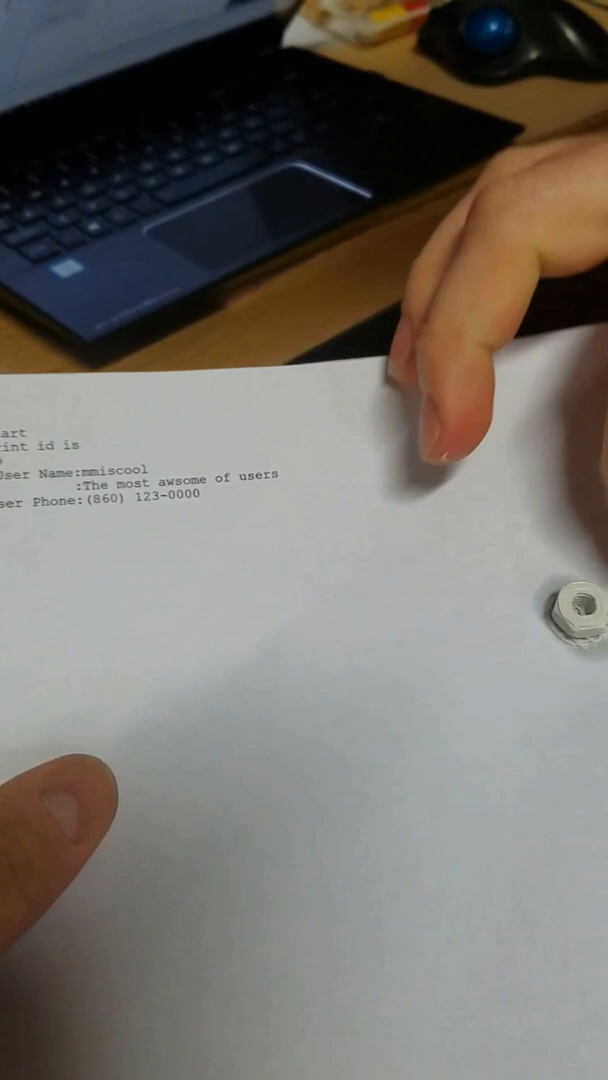 art
int id is
User Name:mmiscool
:The most awsome of users
ser Phone:(860) 123-0000